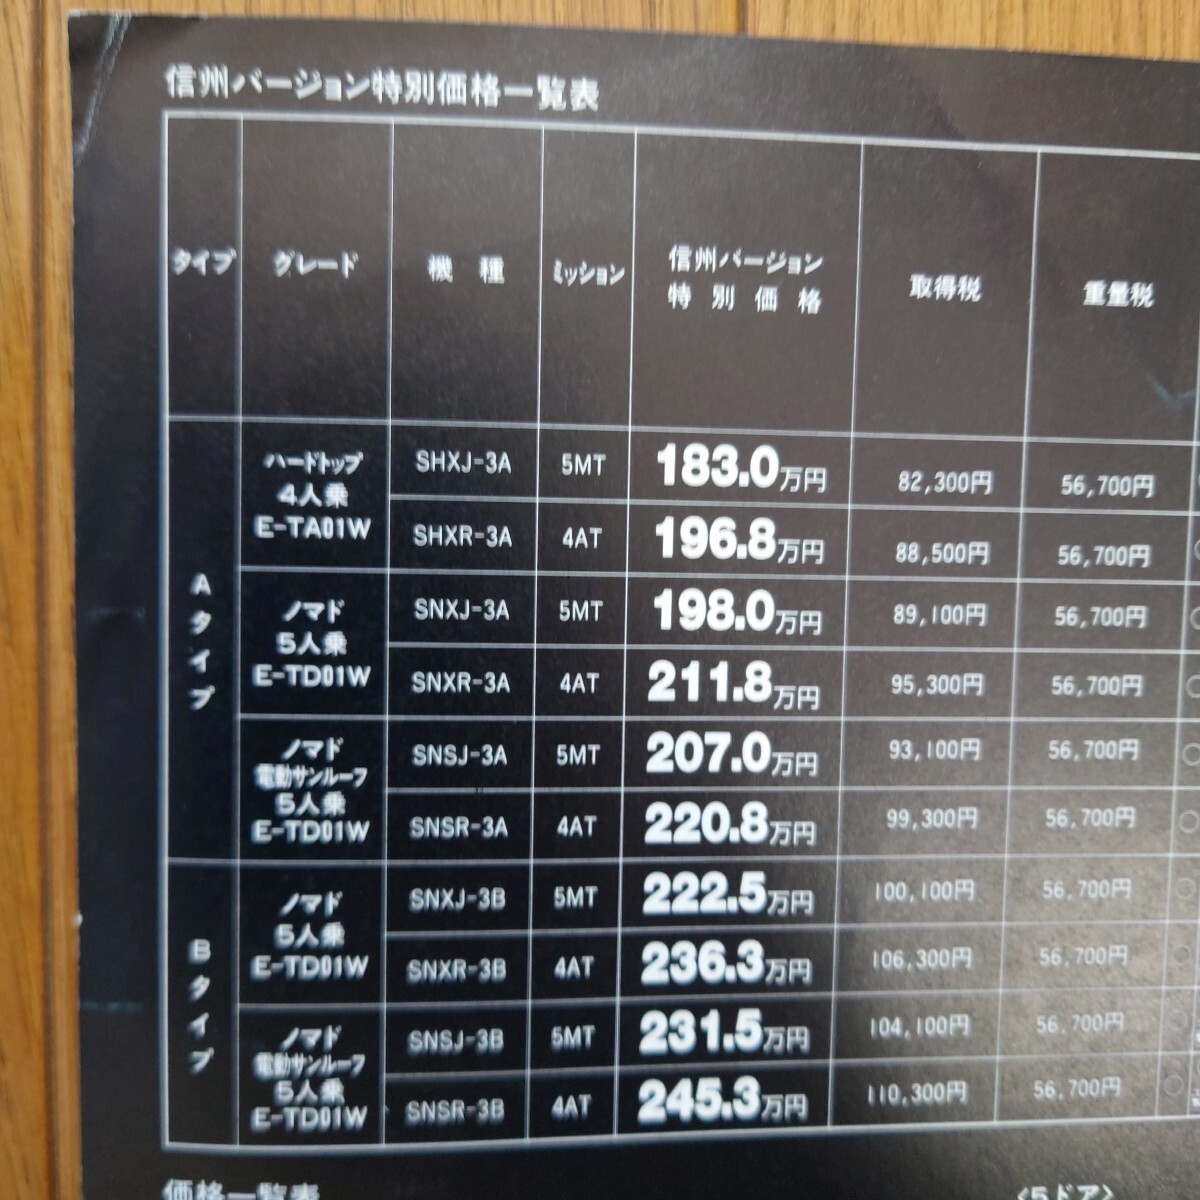 信州バージョン特別価格一覧表
タイプ グレード 機種 ミッション 信州バージョン特別価格 取得税 重量税
Aタイプ
ハードトップ
4人乗
E-TA01W
SHXJ-3A 5MT 183.0万円 82,300円 56,700円
SHXR-3A 4AT 196.8万円 88,500円 56,700円
ノマド
5人乗
E-TD01W
SNXJ-3A 5MT 198.0万円 89,100円 56,700円
SNXR-3A 4AT 211.8万円 95,300円 56,700円
ノマド
電動サンルーフ
5人乗
E-TD01W
SNSJ-3A 5MT 207.0万円 93,100円 56,700円
SNSR-3A 4AT 220.8万円 99,300円 56,700円
Bタイプ
ノマド
5人乗
E-TD01W
SNXJ-3B 5MT 222.5万円 100,100円 56,700円
SNXR-3B 4AT 236.3万円 106,300円 56,700円
ノマド
電動サンルーフ
5人乗
E-TD01W
SNSJ-3B 5MT 231.5万円 104,100円 56,700円
SNSR-3B 4AT 245.3万円 110,300円 56,700円
価格一覧表 〈5ドア〉